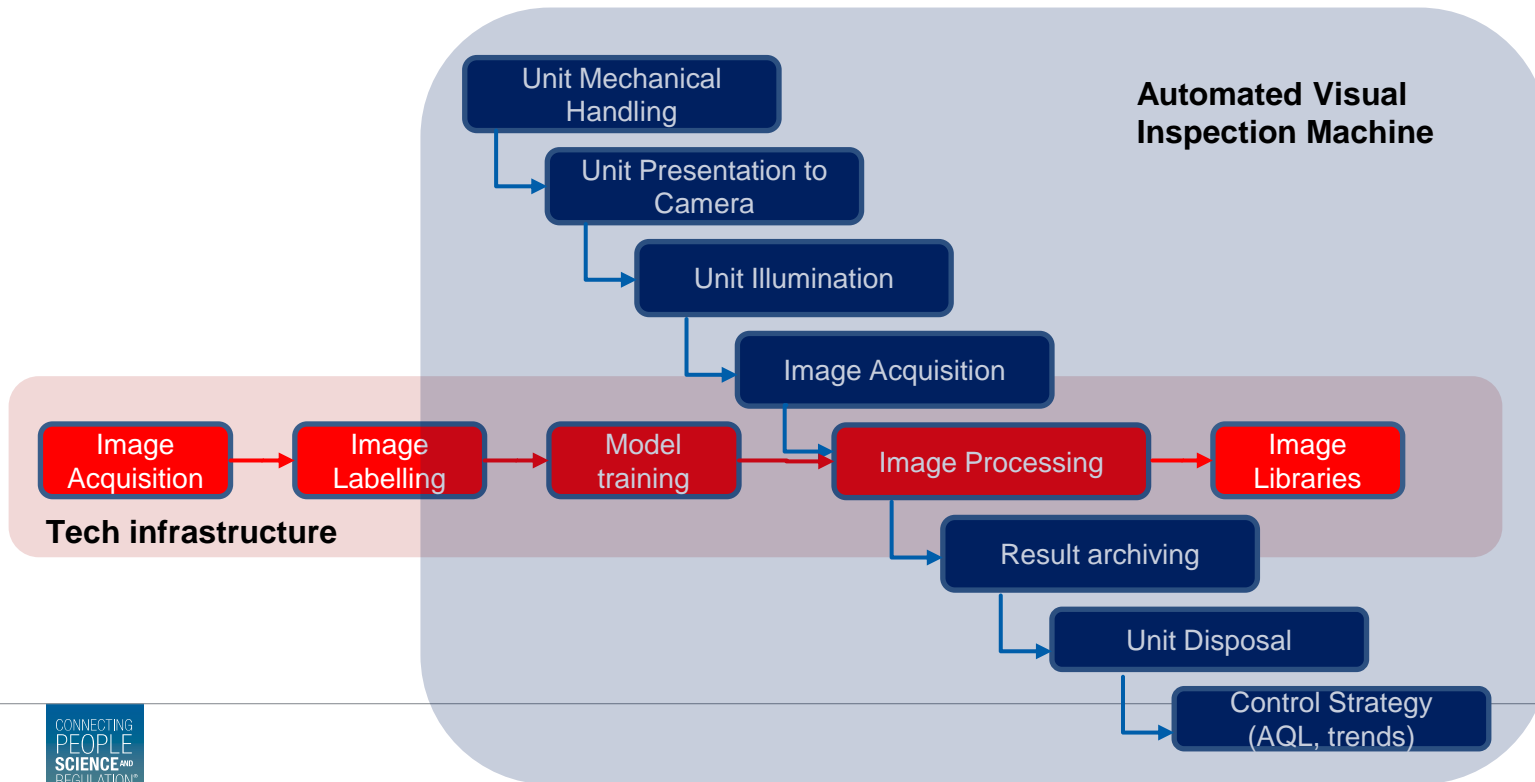 Unit Mechanical
Handling
Automated Visual
Inspection Machine
Unit Presentation to
Camera
Unit Illumination
Image Acquisition
Image
Acquisition
Image
Labelling
Model
training
Image Processing
Image
Libraries
Tech infrastructure
Result archiving
Unit Disposal
Control Strategy
(AQL, trends)
CONNECTING
PEOPLE
SCIENCE AND
REGULATION®